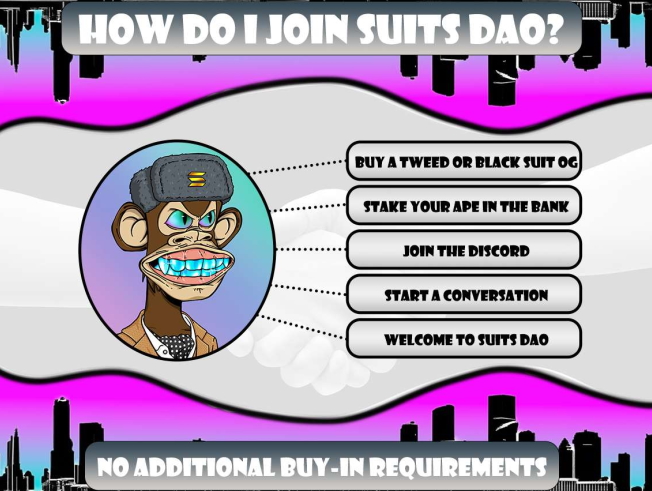 HOW DO I JOIN SUITS DAO?
BUY A TWEED OR BLACK SUIT OG
STAKE YOUR APE IN THE BANK
JOIN THE DISCORD
START A CONVERSATION
WELCOME TO SUITS DAO
NO ADDITIONAL BUY-IN REQUIREMENTS